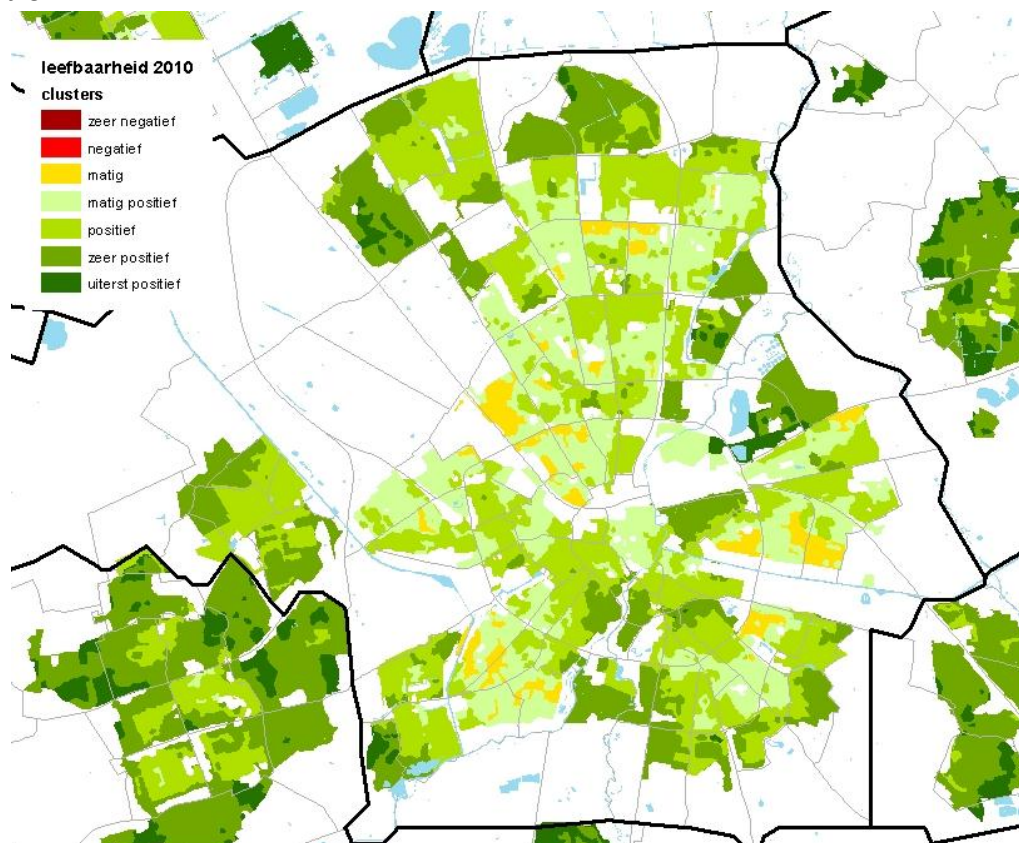 leefbaarheid 2010
clusters
zeer negatief
negatief
matig
matig positief
positief
zeer positief
uiterst positief